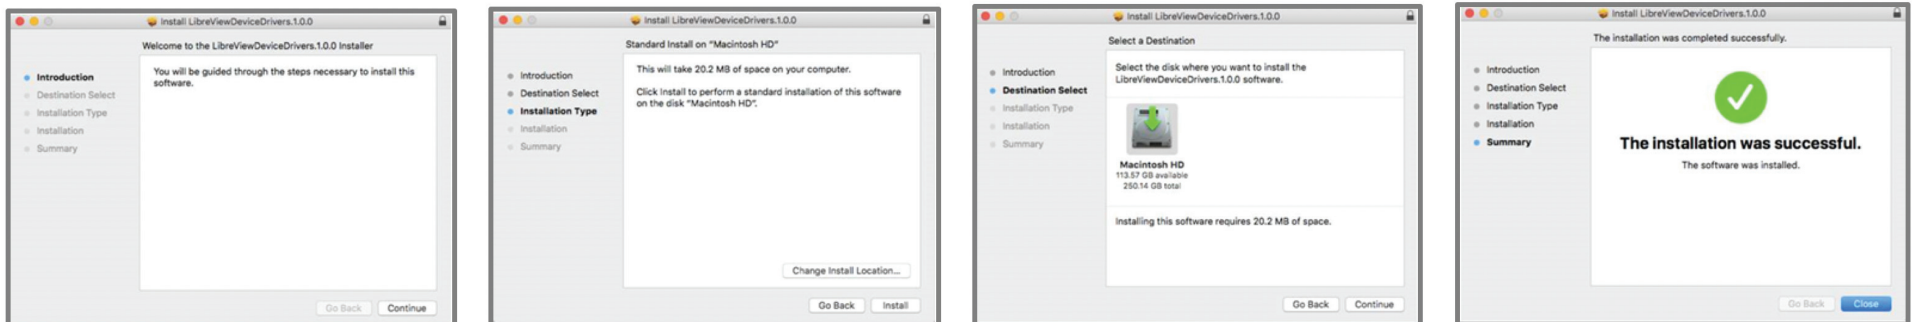 Install LibreViewDeviceDrivers.1.0.0
Welcome to the LibreViewDeviceDrivers.1.0.0 Installer
Introduction
Destination Select
Installation Type
Installation
Summary
You will be guided through the steps necessary to install this
software.
Go Back
Continue
Install LibreViewDeviceDrivers.1.0.0
Standard Install on "Macintosh HD"
Introduction
Destination Select
Installation Type
Installation
Summary
This will take 20.2 MB of space on your computer.
Click Install to perform a standard installation of this software
on the disk "Macintosh HD".
Change Install Location...
Go Back
Install
Install LibreViewDeviceDrivers.1.0.0
Select a Destination
Introduction
Destination Select
Installation Type
Installation
Summary
Select the disk where you want to install the
LibreViewDeviceDrivers.1.0.0 software.
Macintosh HD
113.57 GB available
250.14 GB total
Installing this software requires 20.2 MB of space.
Go Back
Continue
Install LibreViewDeviceDrivers.1.0.0
The installation was completed successfully.
Introduction
Destination Select
Installation Type
Installation
Summary
The installation was successful.
The software was installed.
Go Back
Close